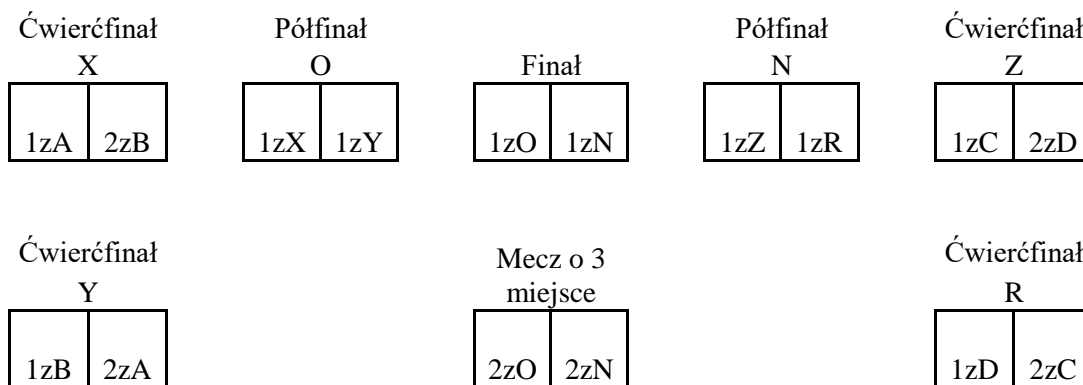 Ćwierćfinał Półfinał Półfinał Ćwierćfinał
X O Finał N Z
1zA 2zB 1zX 1zY 1zO 1zN 1zZ 1zR 1zC 2zD
Ćwierćfinał Mecz o 3 Ćwierćfinał
Y miejsce R
1zB 2zA 2zO 2zN 1zD 2zC